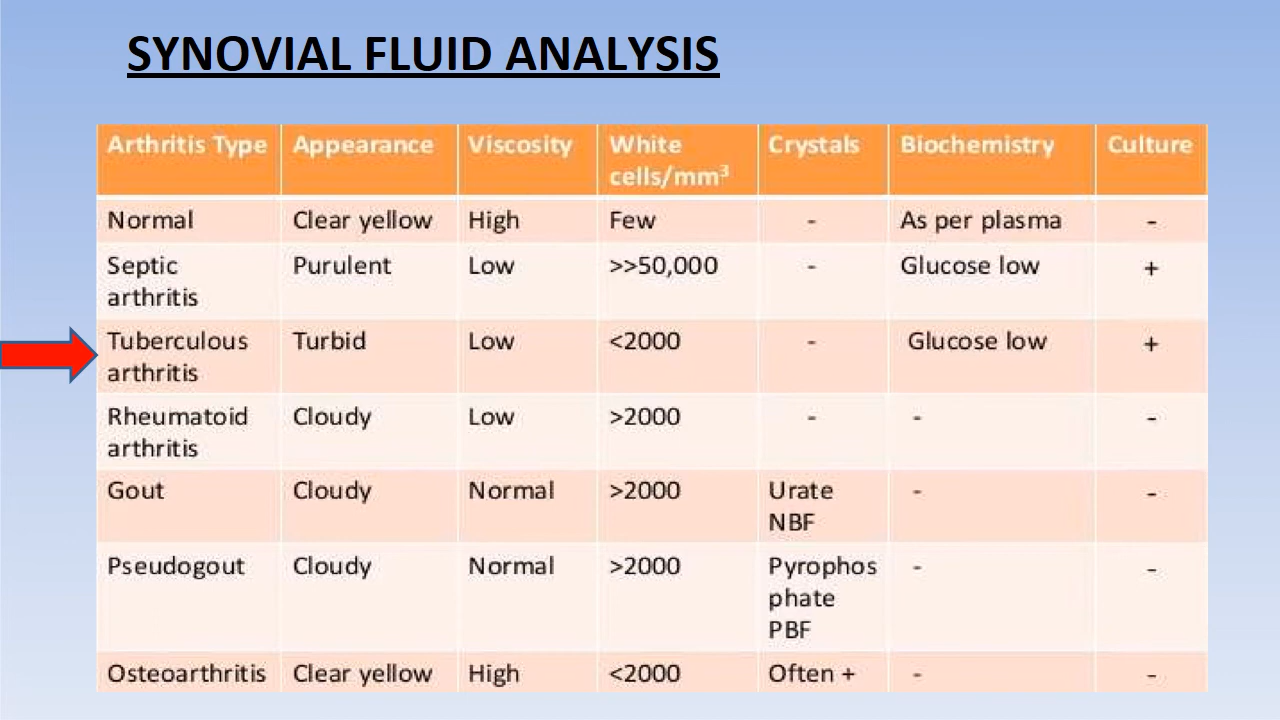 SYNOVIAL FLUID ANALYSIS
Arthritis Type Appearance Viscosity White cells/mm³ Crystals Biochemistry Culture
Normal Clear yellow High Few - As per plasma -
Septic arthritis Purulent Low >>50,000 - Glucose low +
Tuberculous arthritis Turbid Low <2000 - Glucose low +
Rheumatoid arthritis Cloudy Low >2000 - - -
Gout Cloudy Normal >2000 Urate NBF - -
Pseudogout Cloudy Normal >2000 Pyrophos phate PBF - -
Osteoarthritis Clear yellow High <2000 Often + - -